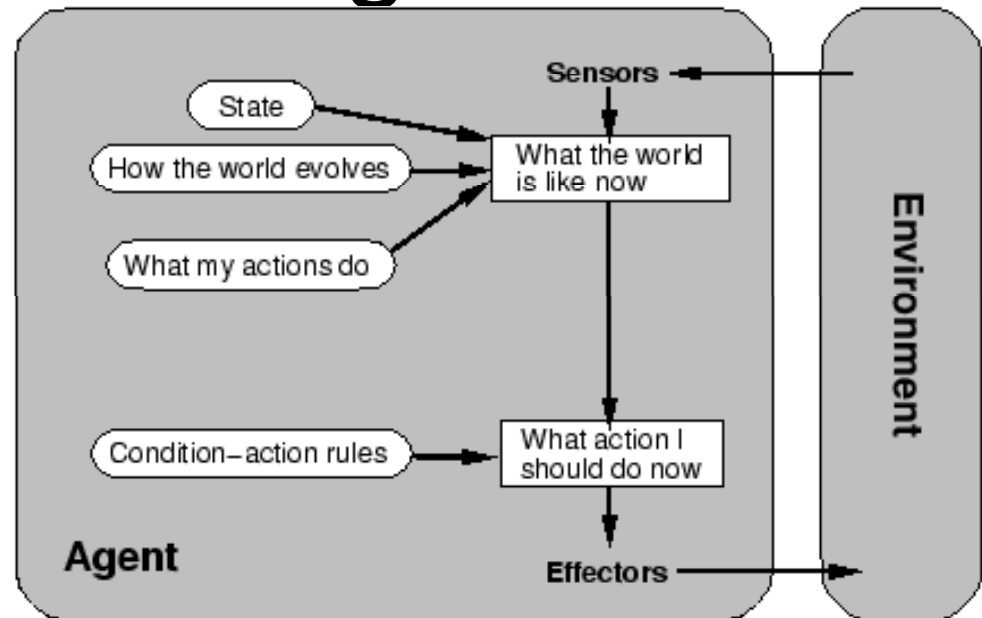 Sensors
State
What the world
is like now
How the world evolves
What my actions do
Environment
Condition–action rules
What action I
should do now
Agent
Effectors